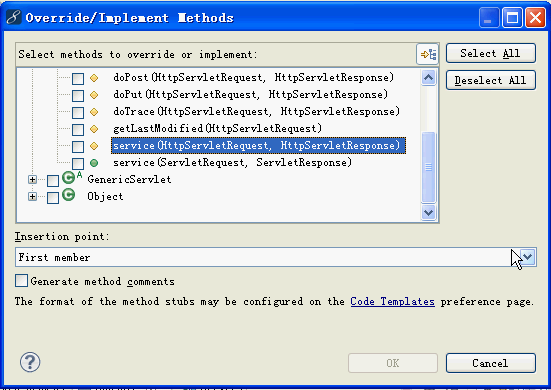 Override/Implement Methods
Select methods to override or implement:
Select All
doPost(HttpServletRequest, HttpServletResponse)
Deselect All
doPut(HttpServletRequest, HttpServletResponse)
doTrace(HttpServletRequest, HttpServletResponse)
getLastModified(HttpServletRequest)
service(HttpServletRequest, HttpServletResponse)
service(ServletRequest, ServletResponse)
GenericServlet
Object
Insertion point:
First member
Generate method comments
The format of the method stubs may be configured on the Code Templates preference page.
OK
Cancel